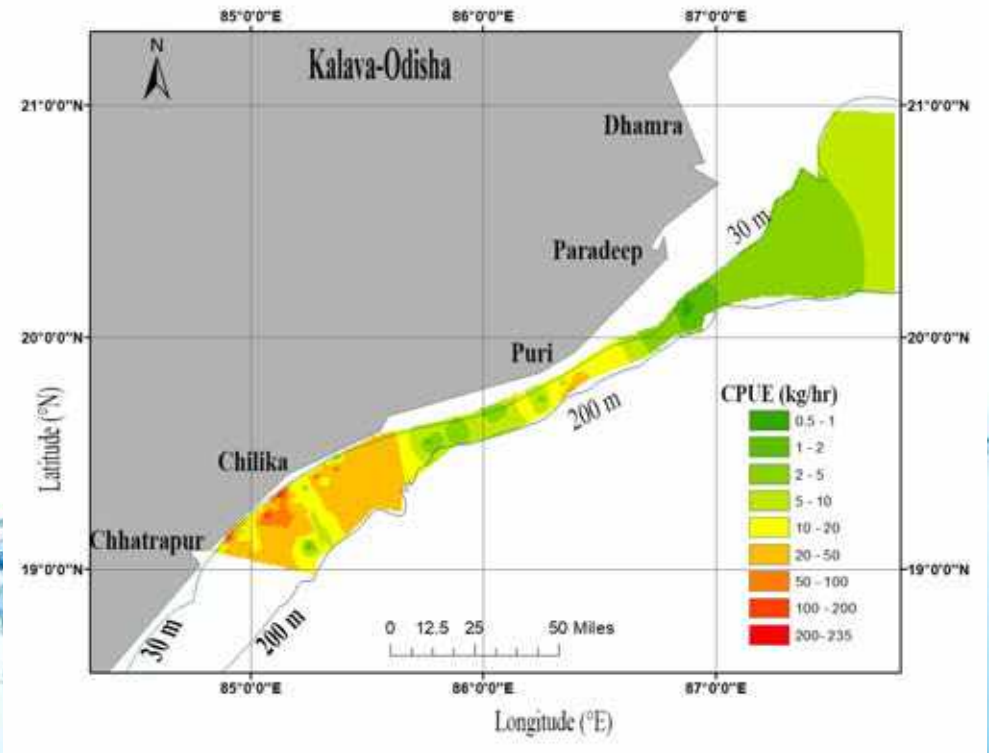 85°0'0"E 86°0'0"E 87°0'0"E
N
Kalava-Odisha
21°0'0"N 21°0'0"N
Dhamra
30 m
Paradeep
20°0'0"N 20°0'0"N
Puri
200 m
CPUE (kg/hr)
0.5 - 1
1 - 2
2 - 5
5 - 10
10 - 20
20 - 50
50 - 100
100 - 200
200- 235
Latitude (°N)
Chilika
Chhatrapur
19°0'0"N 19°0'0"N
30 m
200 m
0 12.5 25 50 Miles
85°0'0"E 86°0'0"E 87°0'0"E
Longitude (°E)